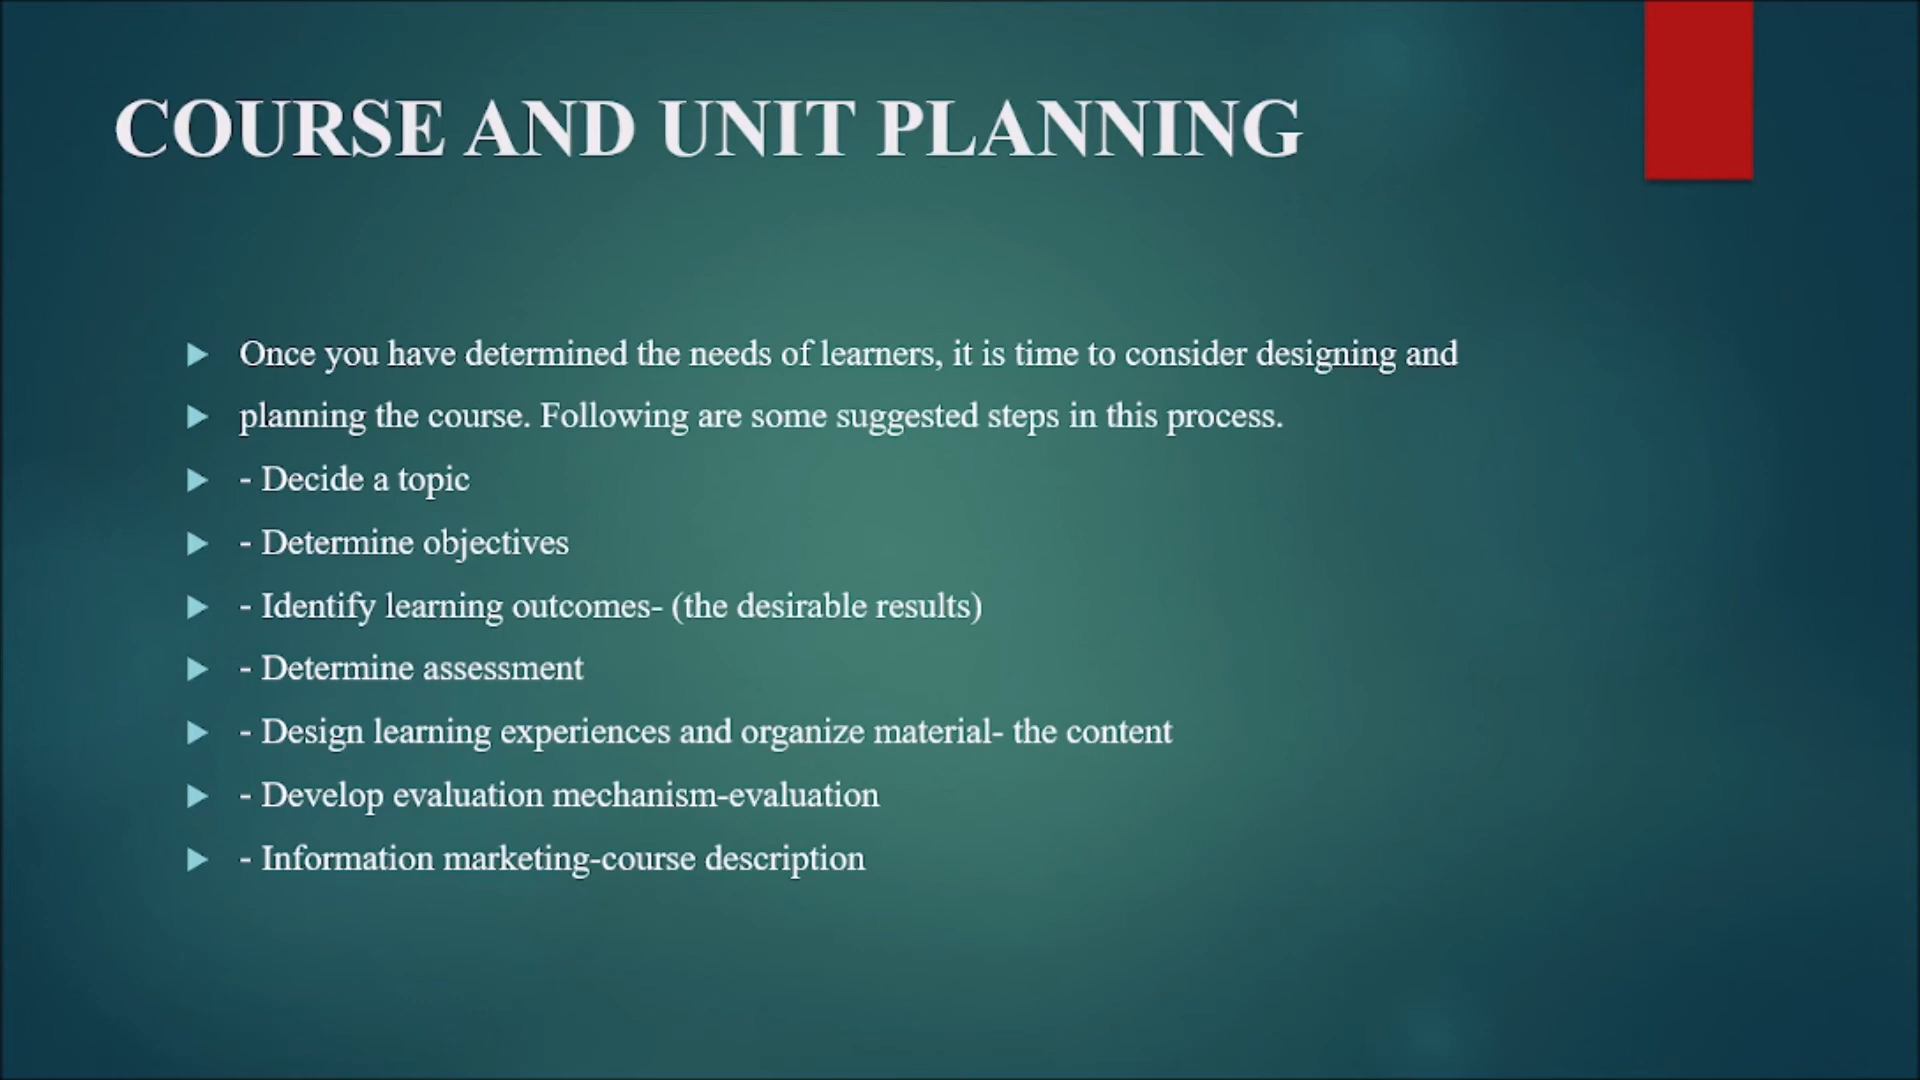 COURSE AND UNIT PLANNING
Once you have determined the needs of learners, it is time to consider designing and
planning the course. Following are some suggested steps in this process.
- Decide a topic
- Determine objectives
- Identify learning outcomes- (the desirable results)
- Determine assessment
- Design learning experiences and organize material- the content
- Develop evaluation mechanism-evaluation
- Information marketing-course description